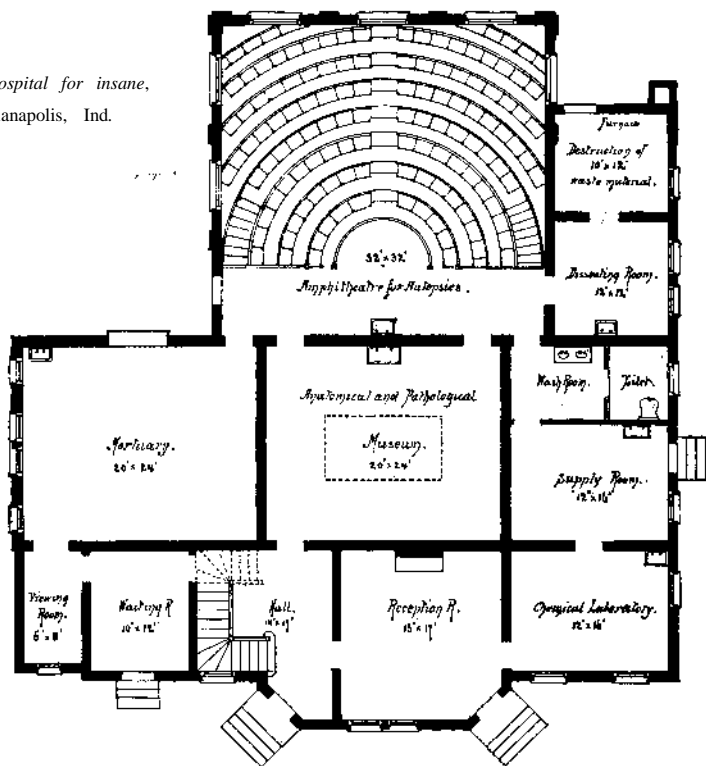 ospital for insane,
anapolis, Ind.
Furnace
Destruction of
10' x 12'
waste material.
32' x 32'
Amphitheatre for Autopsies.
Dissecting Room.
12' x 12'
Wash Room.
Toilet
Anatomical and Pathological
Museum.
20' x 24'
Mortuary.
20' x 24'
Supply Room.
12' x 16'
Viewing
Room.
6' x 11'
Waiting R
10' x 12'
Hall.
Reception R.
15' x 17'
Chemical Laboratory.
12' x 16'